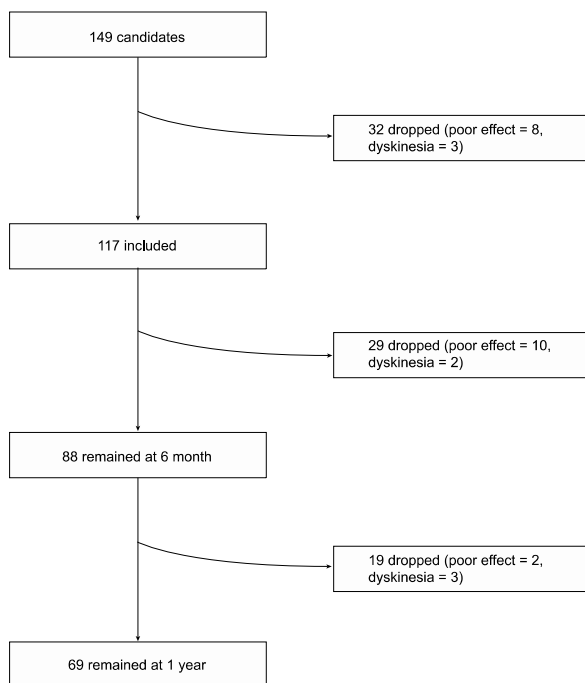 149 candidates
32 dropped (poor effect = 8,
dyskinesia = 3)
117 included
29 dropped (poor effect = 10,
dyskinesia = 2)
88 remained at 6 month
19 dropped (poor effect = 2,
dyskinesia = 3)
69 remained at 1 year